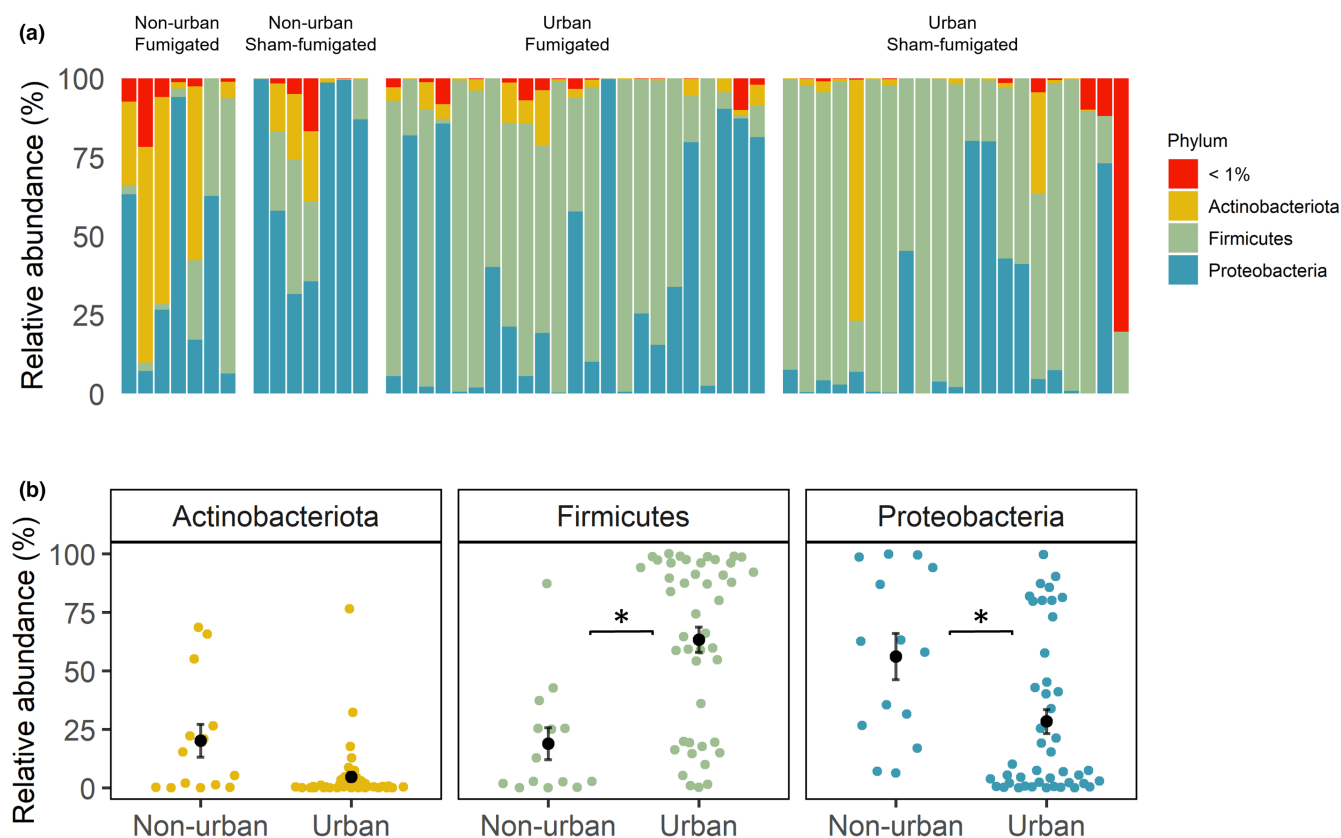 (a)
Non-urban
Fumigated
Non-urban
Sham-fumigated
Urban
Fumigated
Urban
Sham-fumigated
Relative abundance (%)
100
75
50
25
0
Phylum
< 1%
Actinobacteriota
Firmicutes
Proteobacteria
(b)
Relative abundance (%)
100
75
50
25
0
Actinobacteriota
Firmicutes
Proteobacteria
*
*
Non-urban Urban
Non-urban Urban
Non-urban Urban